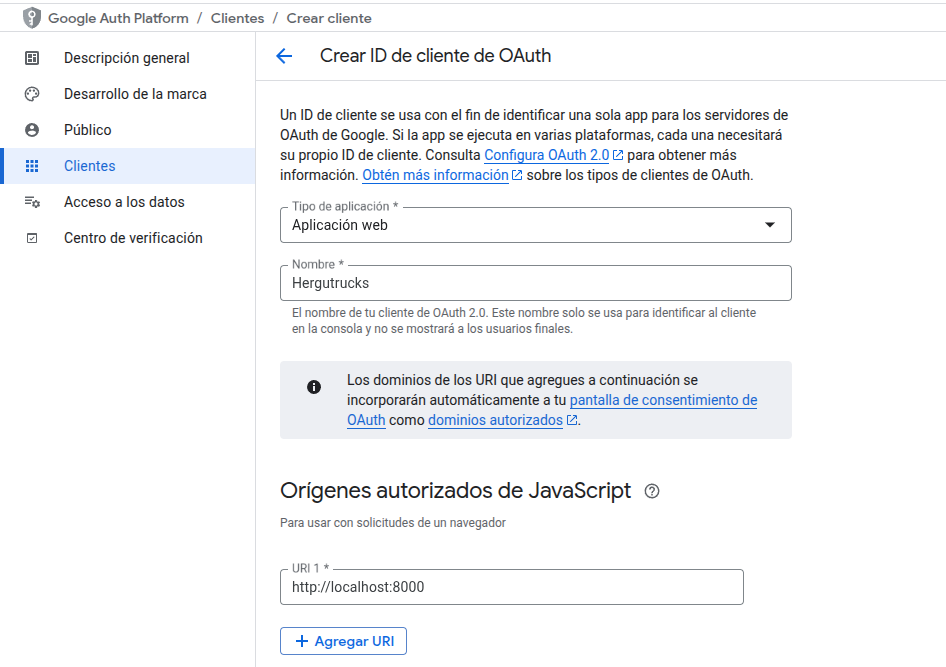 Google Auth Platform / Clientes / Crear cliente
Descripción general
Desarrollo de la marca
Público
Clientes
Acceso a los datos
Centro de verificación
Crear ID de cliente de OAuth
Un ID de cliente se usa con el fin de identificar una sola app para los servidores de
OAuth de Google. Si la app se ejecuta en varias plataformas, cada una necesitará
su propio ID de cliente. Consulta Configura OAuth 2.0 para obtener más
información. Obtén más información sobre los tipos de clientes de OAuth.
Tipo de aplicación *
Aplicación web
Nombre *
Hergutrucks
El nombre de tu cliente de OAuth 2.0. Este nombre solo se usa para identificar al cliente
en la consola y no se mostrará a los usuarios finales.
Los dominios de los URI que agregues a continuación se
incorporarán automáticamente a tu pantalla de consentimiento de
OAuth como dominios autorizados.
Orígenes autorizados de JavaScript
Para usar con solicitudes de un navegador
URI 1 *
http://localhost:8000
+ Agregar URI